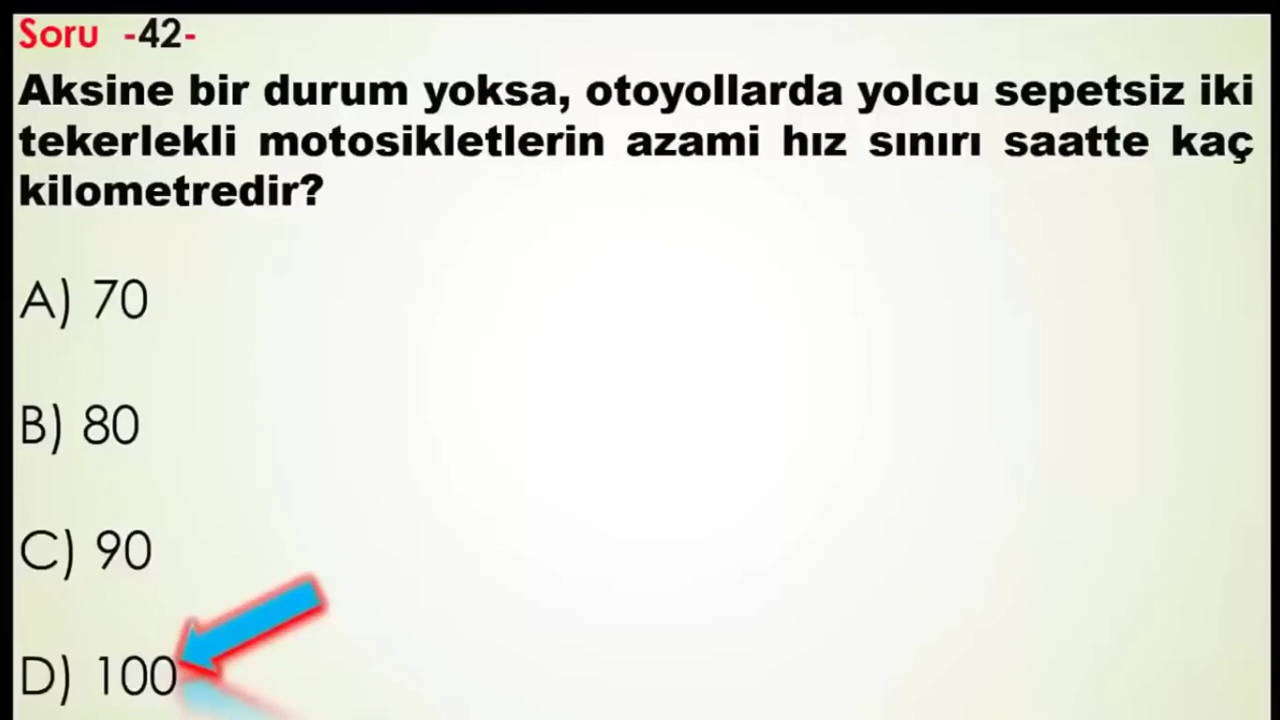 Soru -42-
Aksine bir durum yoksa, otoyollarda yolcu sepetsiz iki
tekerlekli motosikletlerin azami hız sınırı saatte kaç
kilometredir?
A) 70
B) 80
C) 90
D) 100